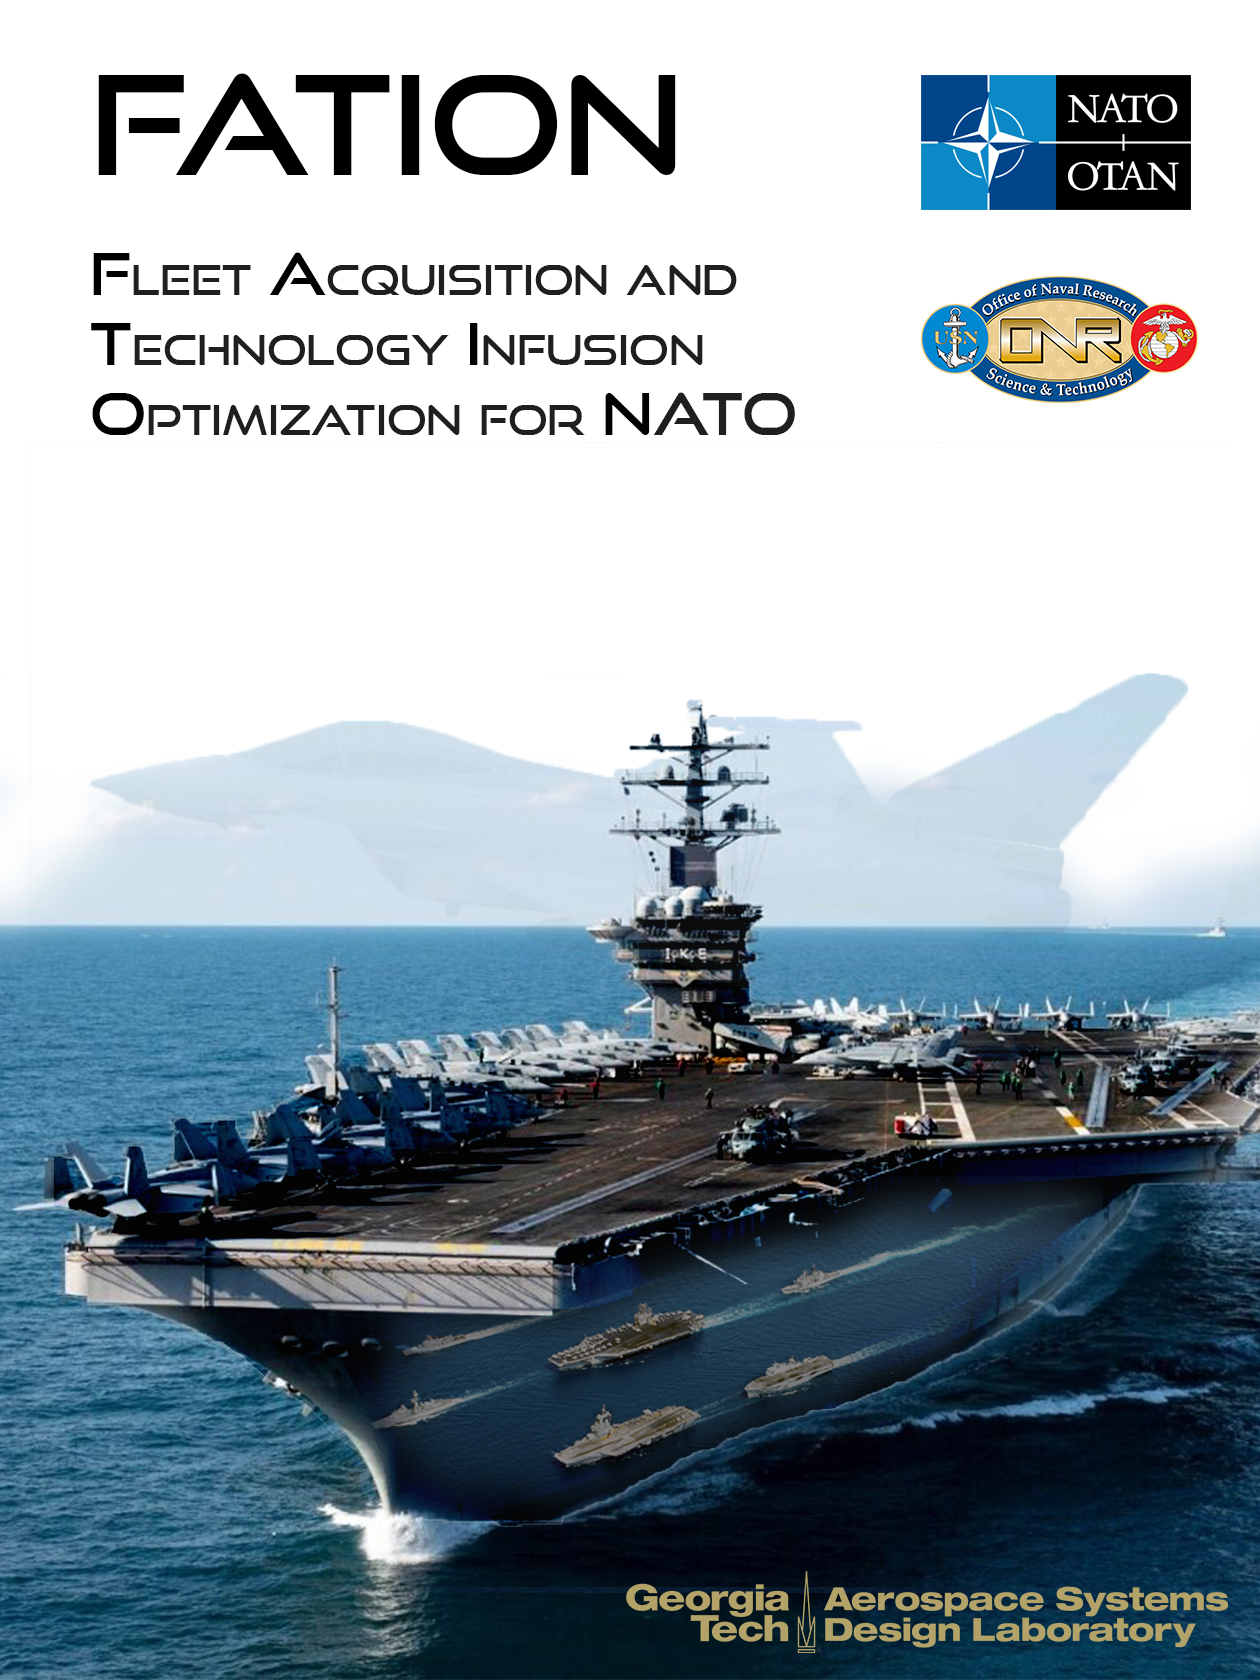 FATION
NATO
OTAN
Fleet Acquisition and
Technology Infusion
Optimization for NATO
Office of Naval Research
USN
ONR
Science & Technology
IKE
Georgia Tech
Aerospace Systems
Design Laboratory